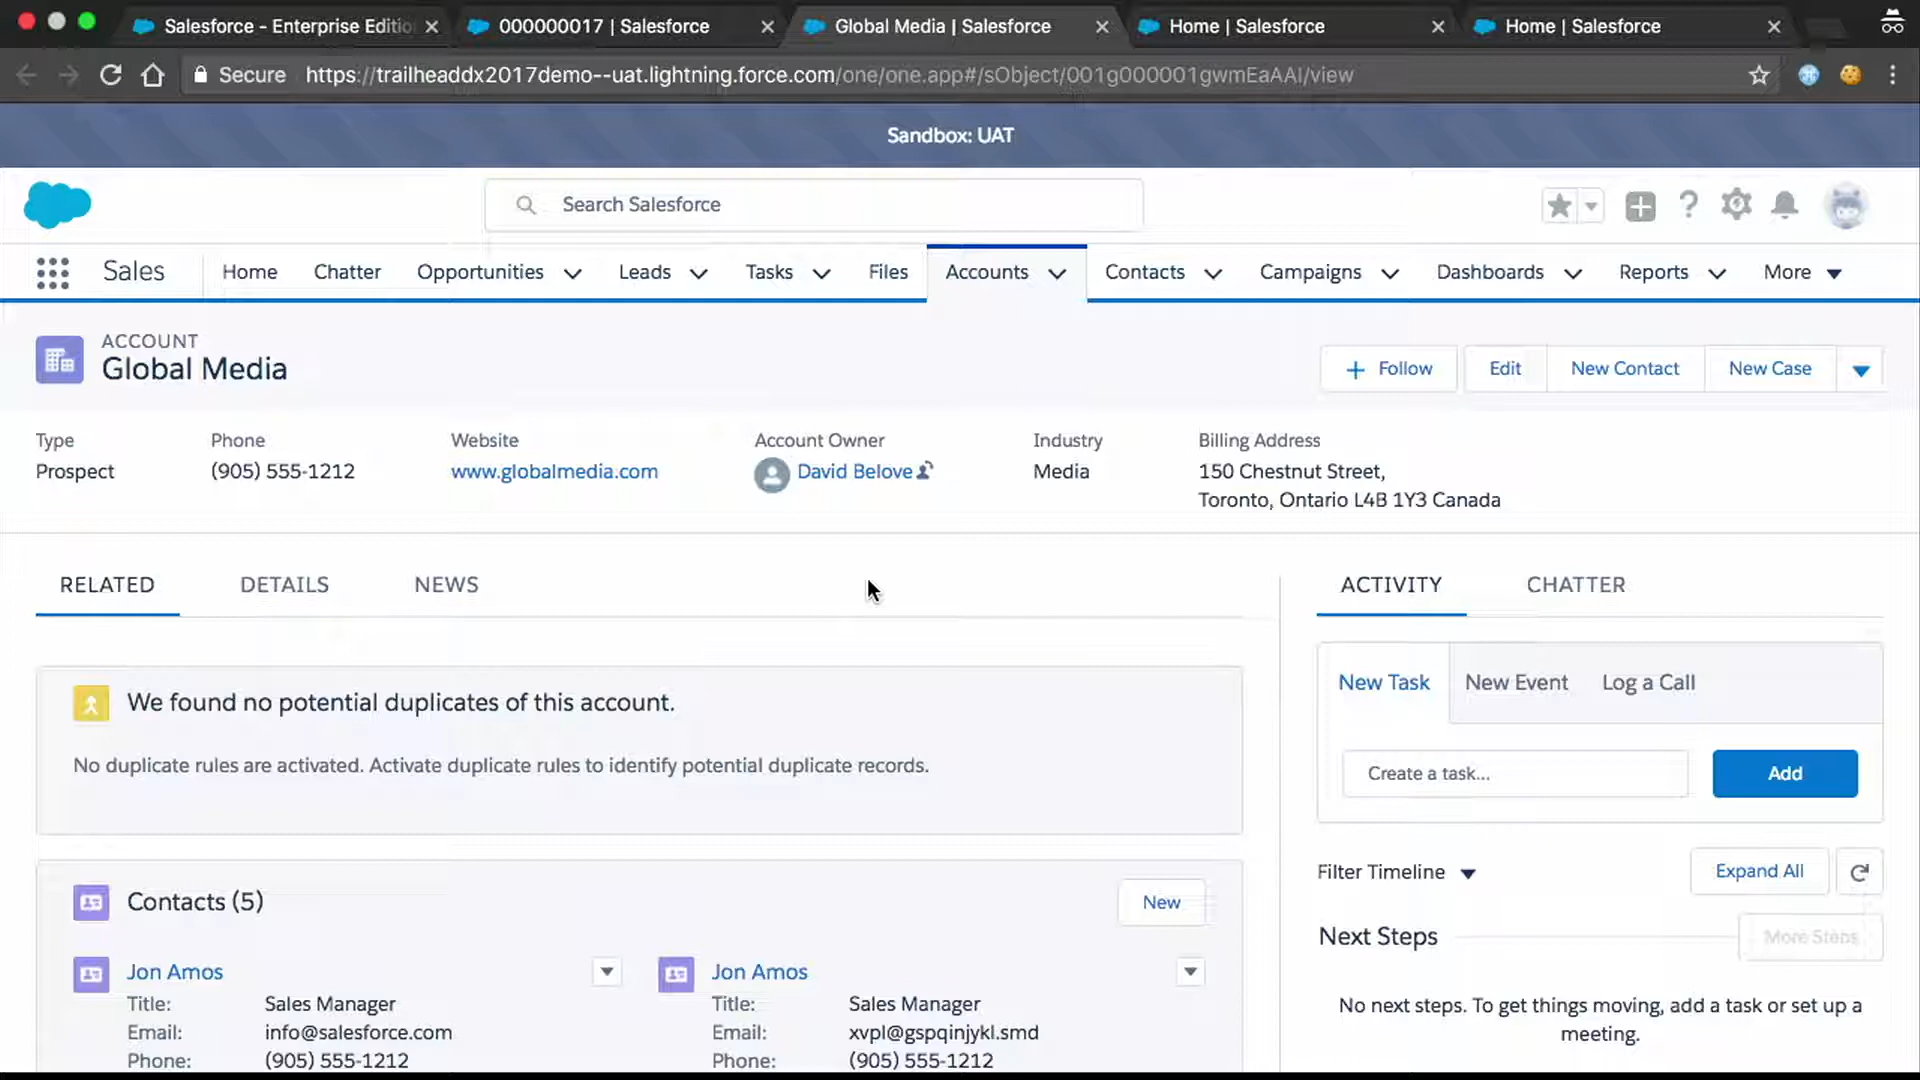 Salesforce - Enterprise Editio
000000017 | Salesforce
Global Media | Salesforce
Home | Salesforce
Home | Salesforce
Secure https://trailheaddx2017demo--uat.lightning.force.com/one/one.app#/sObject/001g000001gwmEaAAI/view
Sandbox: UAT
Search Salesforce
Sales Home Chatter Opportunities Leads Tasks Files Accounts Contacts Campaigns Dashboards Reports More
ACCOUNT
Global Media
Follow Edit New Contact New Case
Type Phone Website Account Owner Industry Billing Address
Prospect (905) 555-1212 www.globalmedia.com David Belove Media 150 Chestnut Street,
Toronto, Ontario L4B 1Y3 Canada
RELATED DETAILS NEWS
We found no potential duplicates of this account.
No duplicate rules are activated. Activate duplicate rules to identify potential duplicate records.
Contacts (5) New
Jon Amos
Title: Sales Manager
Email: info@salesforce.com
Phone: (905) 555-1212
Jon Amos
Title: Sales Manager
Email: xvpl@gspqinjykl.smd
Phone: (905) 555-1212
ACTIVITY CHATTER
New Task New Event Log a Call
Create a task... Add
Filter Timeline Expand All
Next Steps More Steps
No next steps. To get things moving, add a task or set up a
meeting.